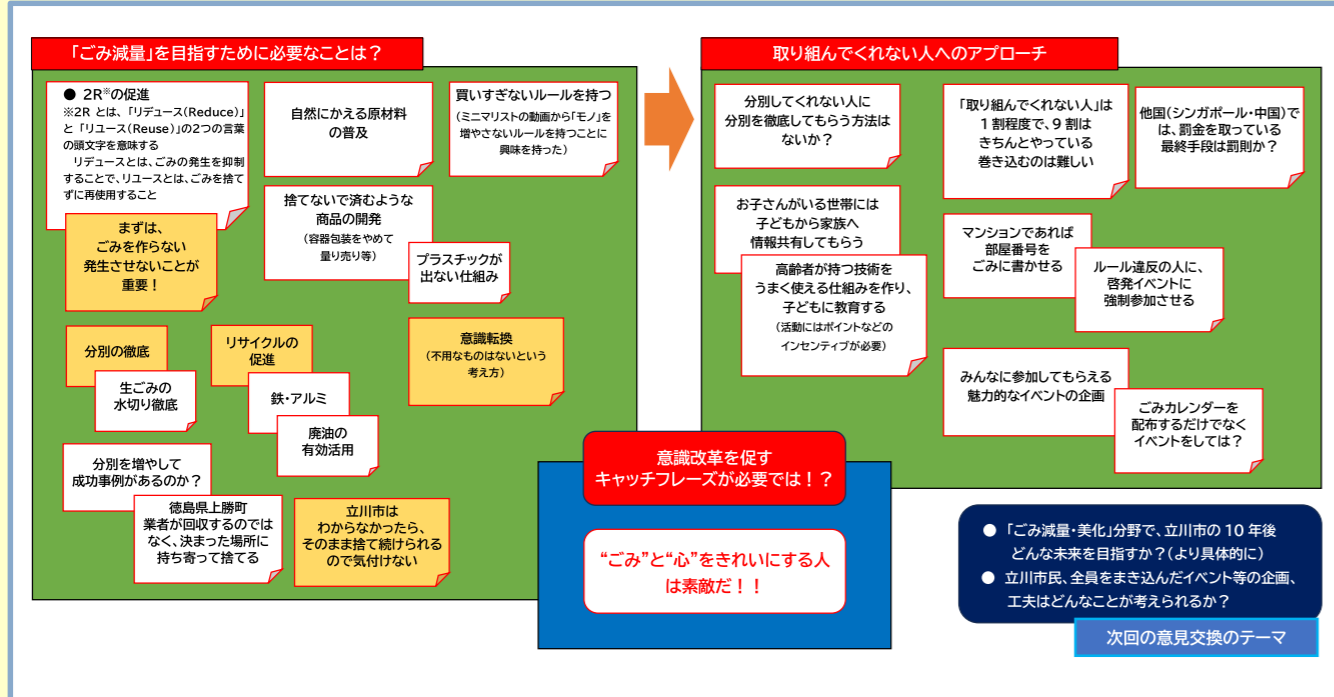 「ごみ減量」を目指すために必要なことは？
● 2R※の促進
※2R とは、「リデュース(Reduce)」
と「リユース(Reuse)」の2つの言葉
の頭文字を意味する
リデュースとは、ごみの発生を抑制
することで、リユースとは、ごみを捨て
ずに再使用すること
まずは、
ごみを作らない
発生させないことが
重要！
自然にかえる原材料
の普及
買いすぎないルールを持つ
(ミニマリストの動画から「モノ」を
増やさないルールを持つことに
興味を持った)
捨てないで済むような
商品の開発
(容器包装をやめて
量り売り等)
プラスチックが
出ない仕組み
分別の徹底
生ごみの
水切り徹底
リサイクルの
促進
鉄・アルミ
廃油の
有効活用
意識転換
(不用なものはないという
考え方)
分別を増やして
成功事例があるのか？
徳島県上勝町
業者が回収するのでは
なく、決まった場所に
持ち寄って捨てる
立川市は
わからなかったら、
そのまま捨て続けられる
ので気付けない
取り組んでくれない人へのアプローチ
分別してくれない人に
分別を徹底してもらう方法は
ないか？
「取り組んでくれない人」は
1割程度で、9割は
きちんとやっている
巻き込むのは難しい
他国(シンガポール・中国)で
は、罰金を取っている
最終手段は罰則か？
お子さんがいる世帯には
子どもから家族へ
情報共有してもらう
高齢者が持つ技術を
うまく使える仕組みを作り、
子どもに教育する
(活動にはポイントなどの
インセンティブが必要)
マンションであれば
部屋番号を
ごみに書かせる
ルール違反の人に、
啓発イベントに
強制参加させる
みんなに参加してもらえる
魅力的なイベントの企画
ごみカレンダーを
配布するだけでなく
イベントをしては？
意識改革を促す
キャッチフレーズが必要では！？
“ごみ”と“心”をきれいにする人
は素敵だ！！
● 「ごみ減量・美化」分野で、立川市の 10 年後
どんな未来を目指すか？(より具体的に)
● 立川市民、全員をまき込んだイベント等の企画、
工夫はどんなことが考えられるか？
次回の意見交換のテーマ